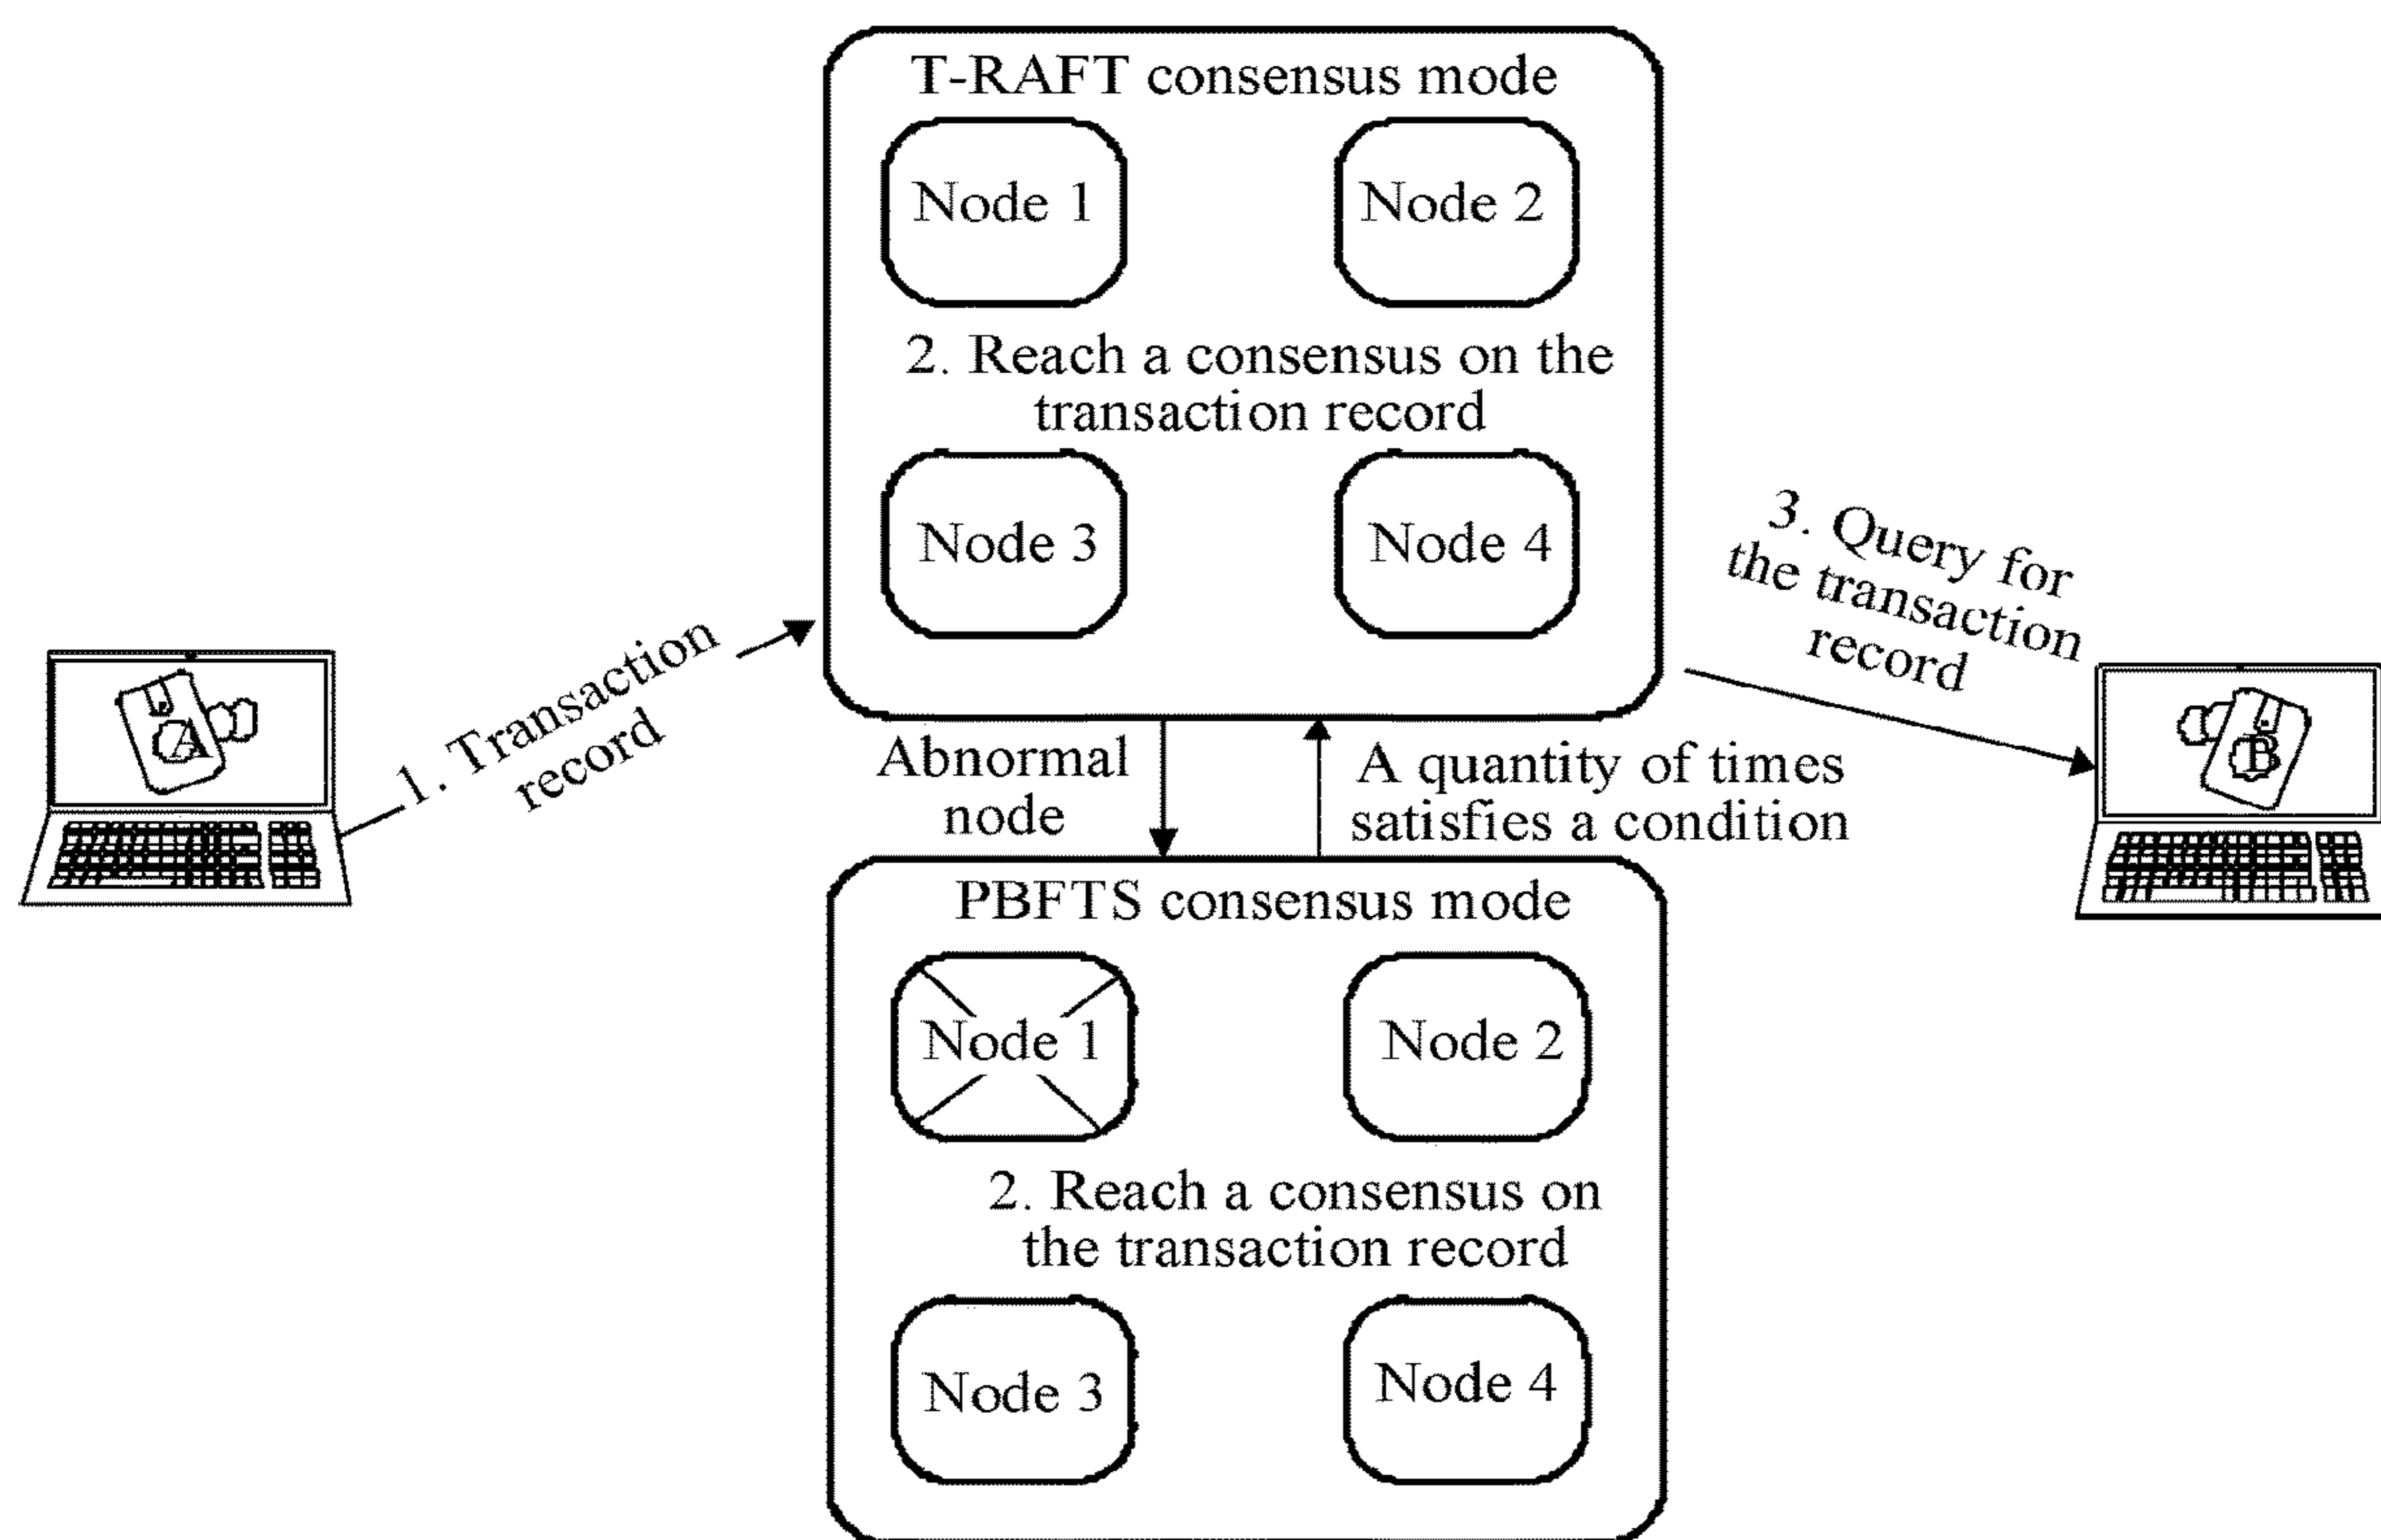 T-RAFT consensus mode
Node 1
Node 2
2. Reach a consensus on the
transaction record
Node 3
Node 4
1. Transaction
record
3. Query for
the transaction
record
A
B
Abnormal
node
A quantity of times
satisfies a condition
PBFTS consensus mode
Node 1
Node 2
2. Reach a consensus on
the transaction record
Node 3
Node 4